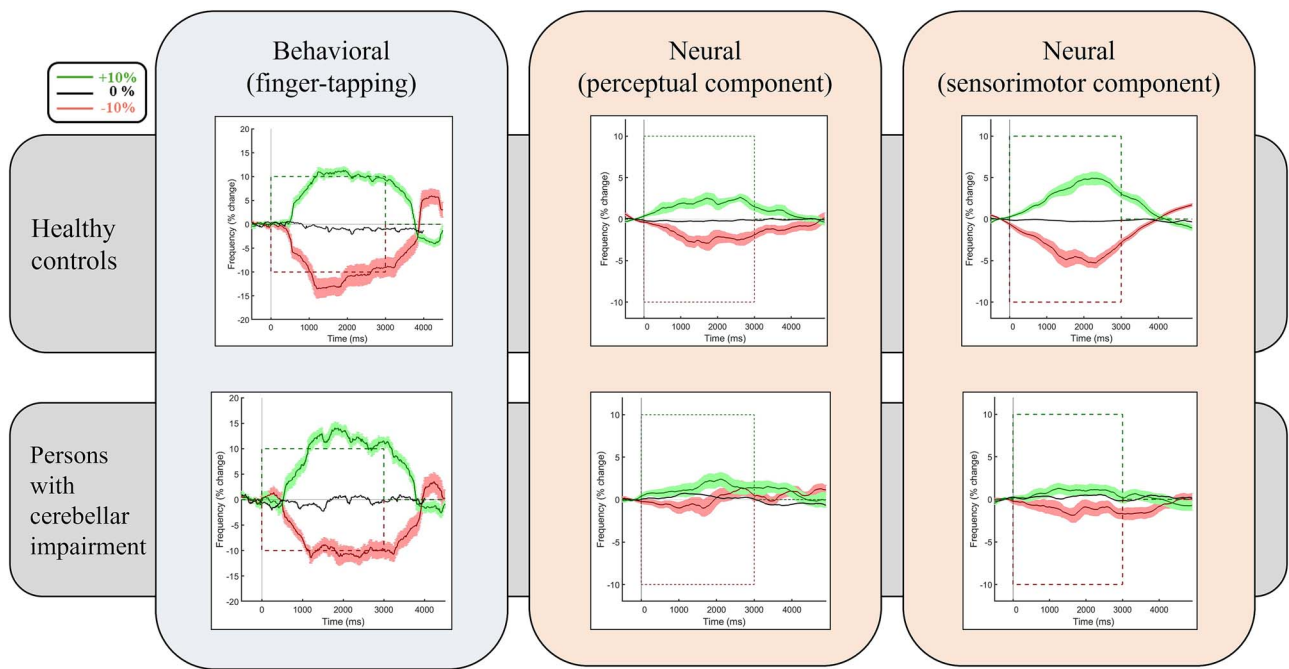 Behavioral
(finger-tapping)
Neural
(perceptual component)
Neural
(sensorimotor component)
+10%
0 %
-10%
Healthy
controls
20
15
10
5
0
-5
-10
-15
-20
Frequency (% change)
0 1000 2000 3000 4000
Time (ms)
10
5
0
-5
-10
Frequency (% change)
0 1000 2000 3000 4000
Time (ms)
10
5
0
-5
-10
Frequency (% change)
0 1000 2000 3000 4000
Time (ms)
Persons
with
cerebellar
impairment
20
15
10
5
0
-5
-10
-15
-20
Frequency (% change)
0 1000 2000 3000 4000
Time (ms)
10
5
0
-5
-10
Frequency (% change)
0 1000 2000 3000 4000
Time (ms)
10
5
0
-5
-10
Frequency (% change)
0 1000 2000 3000 4000
Time (ms)